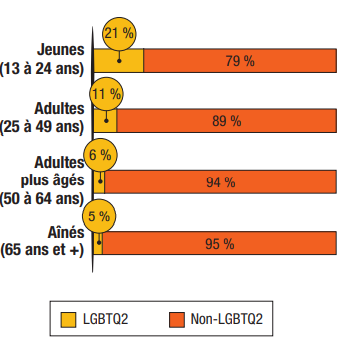 21 %
Jeunes
(13 à 24 ans)
79 %
11 %
Adultes
(25 à 49 ans)
89 %
6 %
Adultes
plus âgés
(50 à 64 ans)
94 %
5 %
Aînés
(65 ans et +)
95 %
LGBTQ2
Non-LGBTQ2